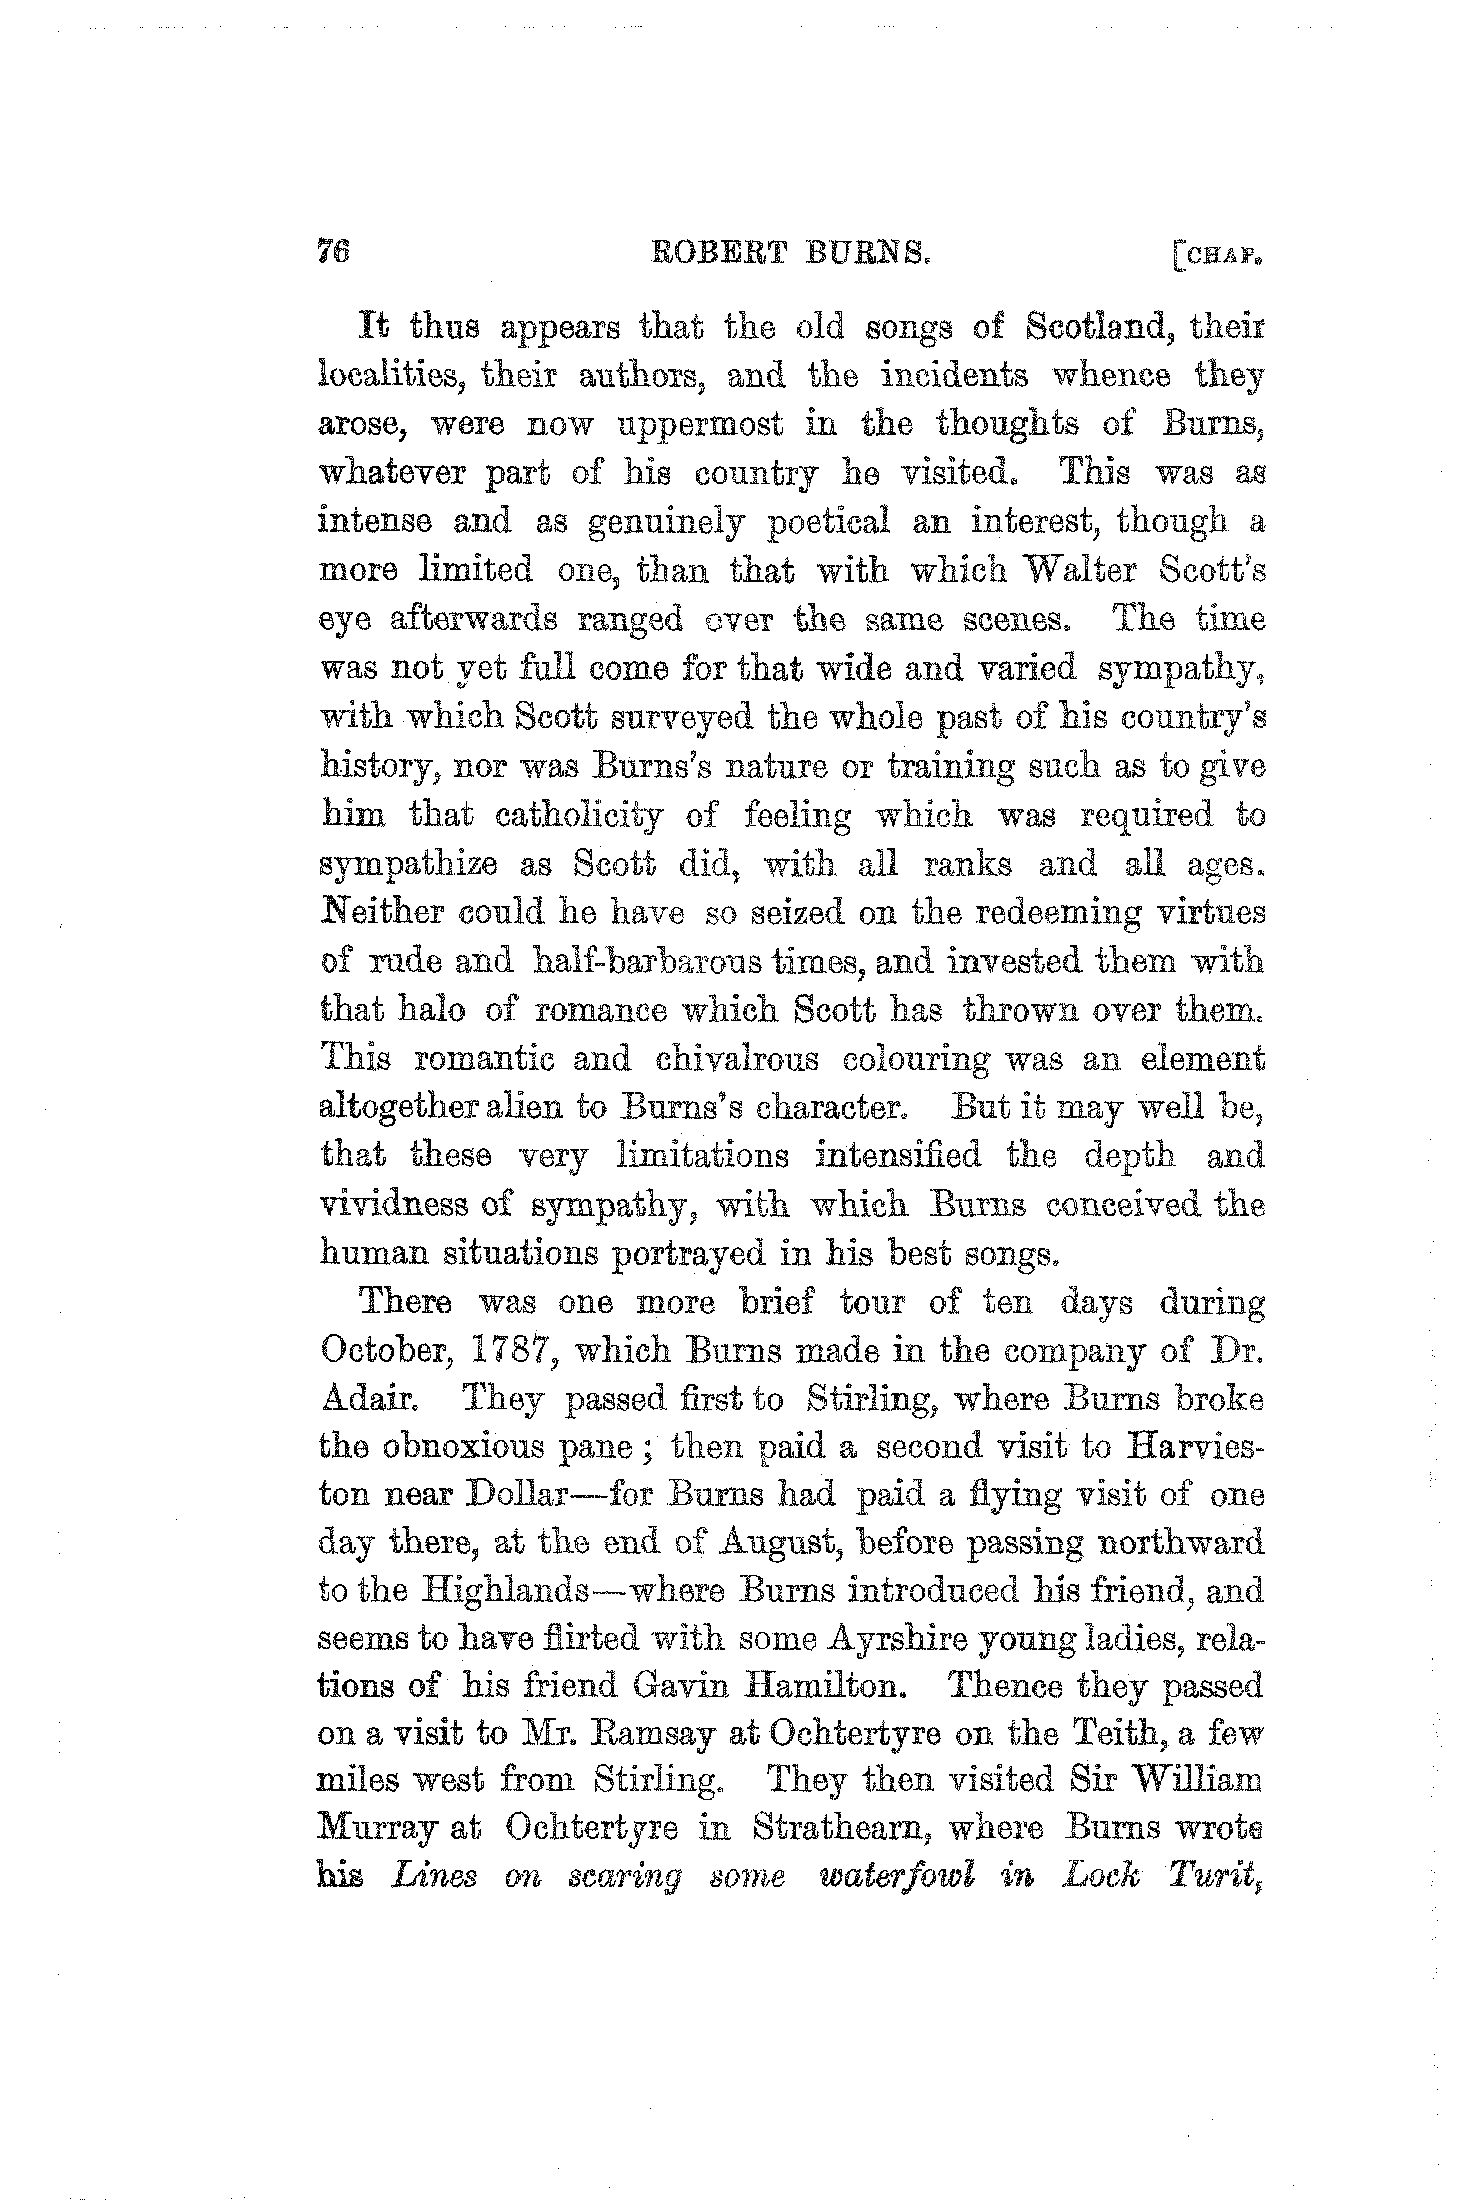 76 ROBERT BURNS. [CHAP.
It thus appears that the old songs of Scotland, their
localities, their authors, and the incidents whence they
arose, were now uppermost in the thoughts of Burns,
whatever part of his country he visited. This was as
intense and as genuinely poetical an interest, though a
more limited one, than that with which Walter Scott's
eye afterwards ranged over the same scenes. The time
was not yet full come for that wide and varied sympathy,
with which Scott surveyed the whole past of his country's
history, nor was Burns's nature or training such as to give
him that catholicity of feeling which was required to
sympathize as Scott did, with all ranks and all ages.
Neither could he have so seized on the redeeming virtues
of rude and half-barbarous times, and invested them with
that halo of romance which Scott has thrown over them.
This romantic and chivalrous colouring was an element
altogether alien to Burns's character. But it may well be,
that these very limitations intensified the depth and
vividness of sympathy, with which Burns conceived the
human situations portrayed in his best songs.
There was one more brief tour of ten days during
October, 1787, which Burns made in the company of Dr.
Adair. They passed first to Stirling, where Burns broke
the obnoxious pane; then paid a second visit to Harvies-
ton near Dollar—for Burns had paid a flying visit of one
day there, at the end of August, before passing northward
to the Highlands—where Burns introduced his friend, and
seems to have flirted with some Ayrshire young ladies, rela-
tions of his friend Gavin Hamilton. Thence they passed
on a visit to Mr. Ramsay at Ochtertyre on the Teith, a few
miles west from Stirling. They then visited Sir William
Murray at Ochtertyre in Strathearn, where Burns wrote
his Lines on scaring some waterfowl in Lock Turit,